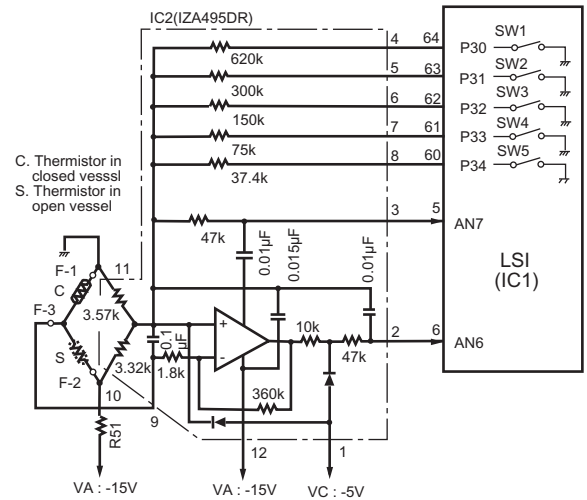 IC2(IZA495DR)
4 64
620k
P30 SW1
5 63
300k
P31 SW2
6 62
150k
P32 SW3
7 61
75k
P33 SW4
8 60
37.4k
P34 SW5
C. Thermistor in
closed vesssl
S. Thermistor in
open vessel
47k
3 5
AN7
0.01µF
0.015µF
0.01µF
LSI
(IC1)
F-1
11
C
3.57k
F-3
S
3.32k
F-2
10
9
0.1
µF
1.8k
+
-
10k
47k
2 6
AN6
360k
R51
12
1
VA : -15V
VA : -15V
VC : -5V